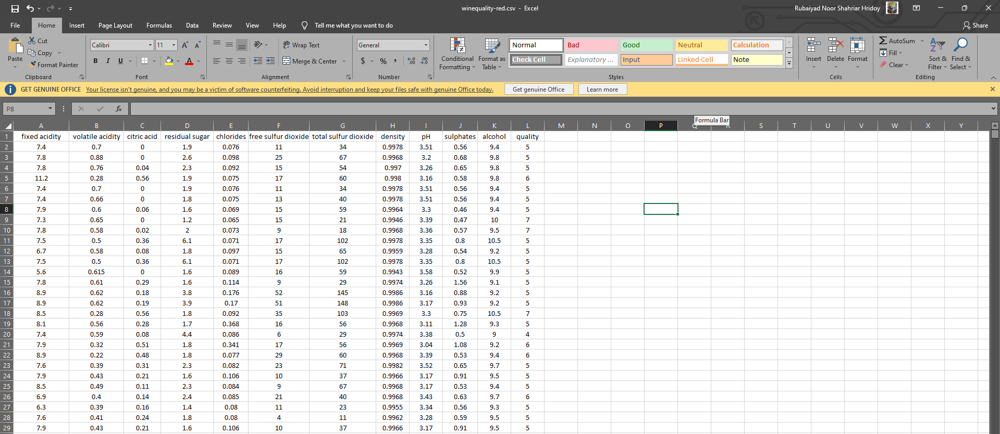 winequality-red.csv - Excel
Rubaiyad Noor Shahriar Hridoy
File Home Insert Page Layout Formulas Data Review View Help Tell me what you want to do Share
Paste Cut Copy Format Painter Clipboard
Calibri 11 A A B I U A Font
ab Wrap Text Merge & Center Alignment
General $ % , .00 .00 Number
Conditional Formatting Format as Table
Normal Bad Good Neutral Calculation
Check Cell Explanatory ... Input Linked Cell Note
Styles
Insert Delete Format Cells
AutoSum Fill Clear Sort & Filter Find & Select Editing
GET GENUINE OFFICE Your license isn't genuine, and you may be a victim of software counterfeiting. Avoid interruption and keep your files safe with genuine Office today. Get genuine Office Learn more
P8 fx
Formula Bar
A B C D E F G H I J K L M N O P Q R S T U V W X Y
1 fixed acidity volatile acidity citric acid residual sugar chlorides free sulfur dioxide total sulfur dioxide density pH sulphates alcohol quality
2 7.4 0.7 0 1.9 0.076 11 34 0.9978 3.51 0.56 9.4 5
3 7.8 0.88 0 2.6 0.098 25 67 0.9968 3.2 0.68 9.8 5
4 7.8 0.76 0.04 2.3 0.092 15 54 0.997 3.26 0.65 9.8 5
5 11.2 0.28 0.56 1.9 0.075 17 60 0.998 3.16 0.58 9.8 6
6 7.4 0.7 0 1.9 0.076 11 34 0.9978 3.51 0.56 9.4 5
7 7.4 0.66 0 1.8 0.075 13 40 0.9978 3.51 0.56 9.4 5
8 7.9 0.6 0.06 1.6 0.069 15 59 0.9964 3.3 0.46 9.4 5
9 7.3 0.65 0 1.2 0.065 15 21 0.9946 3.39 0.47 10 7
10 7.8 0.58 0.02 2 0.073 9 18 0.9968 3.36 0.57 9.5 7
11 7.5 0.5 0.36 6.1 0.071 17 102 0.9978 3.35 0.8 10.5 5
12 6.7 0.58 0.08 1.8 0.097 15 65 0.9959 3.28 0.54 9.2 5
13 7.5 0.5 0.36 6.1 0.071 17 102 0.9978 3.35 0.8 10.5 5
14 5.6 0.615 0 1.6 0.089 16 59 0.9943 3.58 0.52 9.9 5
15 7.8 0.61 0.29 1.6 0.114 9 29 0.9974 3.26 1.56 9.1 5
16 8.9 0.62 0.18 3.8 0.176 52 145 0.9986 3.16 0.88 9.2 5
17 8.9 0.62 0.19 3.9 0.17 51 148 0.9986 3.17 0.93 9.2 5
18 8.5 0.28 0.56 1.8 0.092 35 103 0.9969 3.3 0.75 10.5 7
19 8.1 0.56 0.28 1.7 0.368 16 56 0.9968 3.11 1.28 9.3 5
20 7.4 0.59 0.08 4.4 0.086 6 29 0.9974 3.38 0.5 9 4
21 7.9 0.32 0.51 1.8 0.341 17 56 0.9969 3.04 1.08 9.2 6
22 8.9 0.22 0.48 1.8 0.077 29 60 0.9968 3.39 0.53 9.4 6
23 7.6 0.39 0.31 2.3 0.082 23 71 0.9982 3.52 0.65 9.7 5
24 7.9 0.43 0.21 1.6 0.106 10 37 0.9966 3.17 0.91 9.5 5
25 8.5 0.49 0.11 2.3 0.084 9 67 0.9968 3.17 0.53 9.4 5
26 6.9 0.4 0.14 2.4 0.085 21 40 0.9968 3.43 0.63 9.7 6
27 6.3 0.39 0.16 1.4 0.08 11 23 0.9955 3.34 0.56 9.3 5
28 7.6 0.41 0.24 1.8 0.08 4 11 0.9962 3.28 0.59 9.5 5
29 7.9 0.43 0.21 1.6 0.106 10 37 0.9966 3.17 0.91 9.5 5